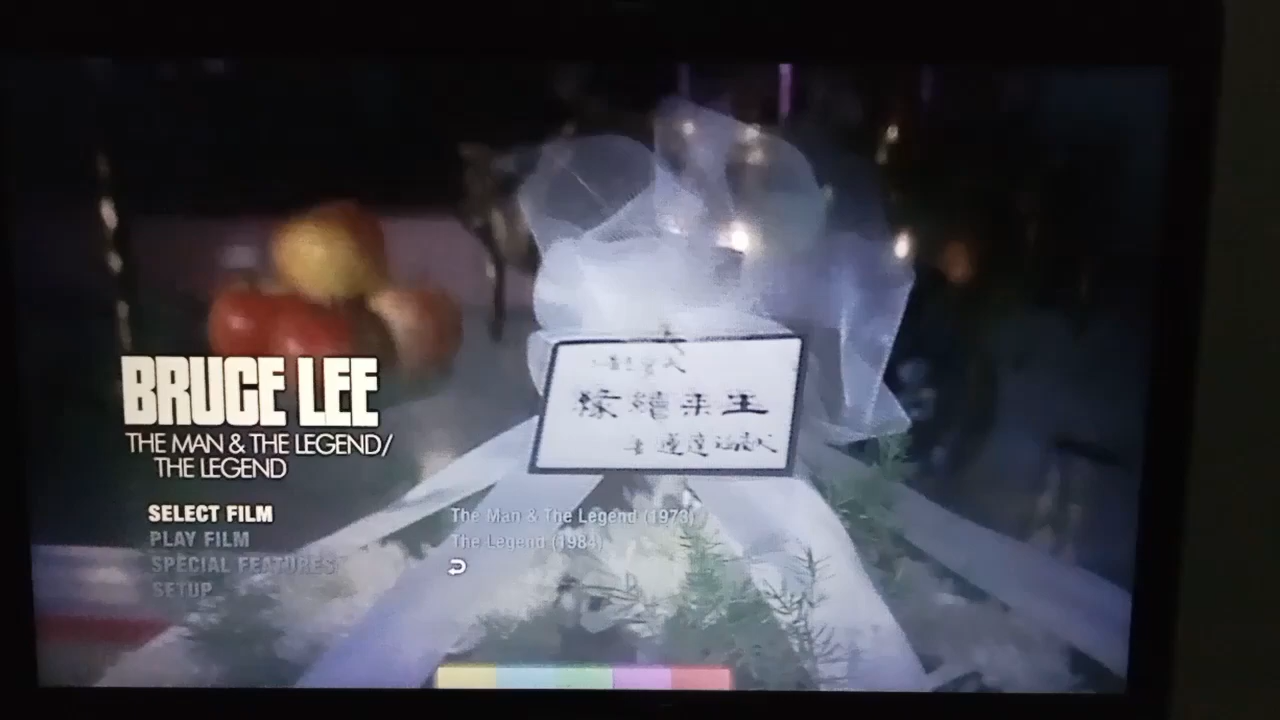 BRUCE LEE
THE MAN & THE LEGEND/
THE LEGEND
SELECT FILM
PLAY FILM
SPECIAL FEATURES
SETUP
The Man & The Legend (1973)
The Legend (1984)